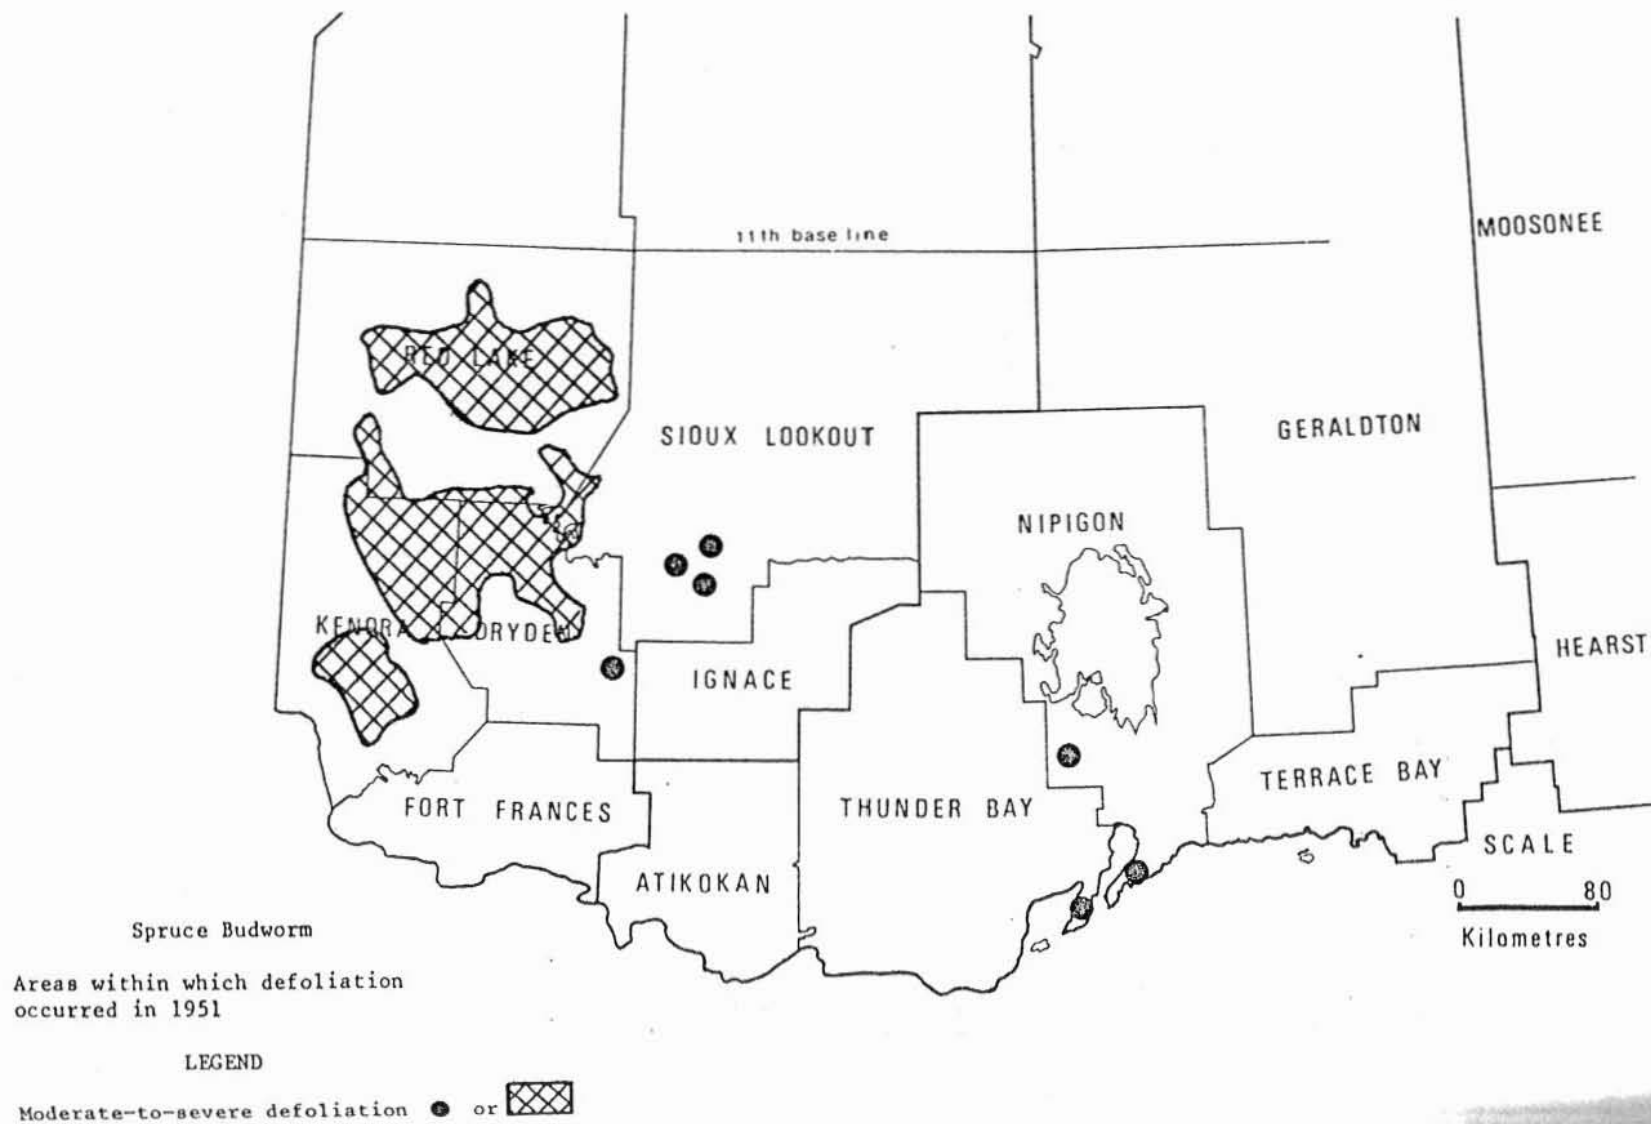 11th base line
MOOSONEE
RED LAKE
SIOUX LOOKOUT
GERALDTON
NIPIGON
KENORA
DRYDEN
HEARST
IGNACE
TERRACE BAY
FORT FRANCES
THUNDER BAY
SCALE
ATIKOKAN
0 80
Kilometres
Spruce Budworm
Areas within which defoliation
occurred in 1951
LEGEND
Moderate-to-severe defoliation or